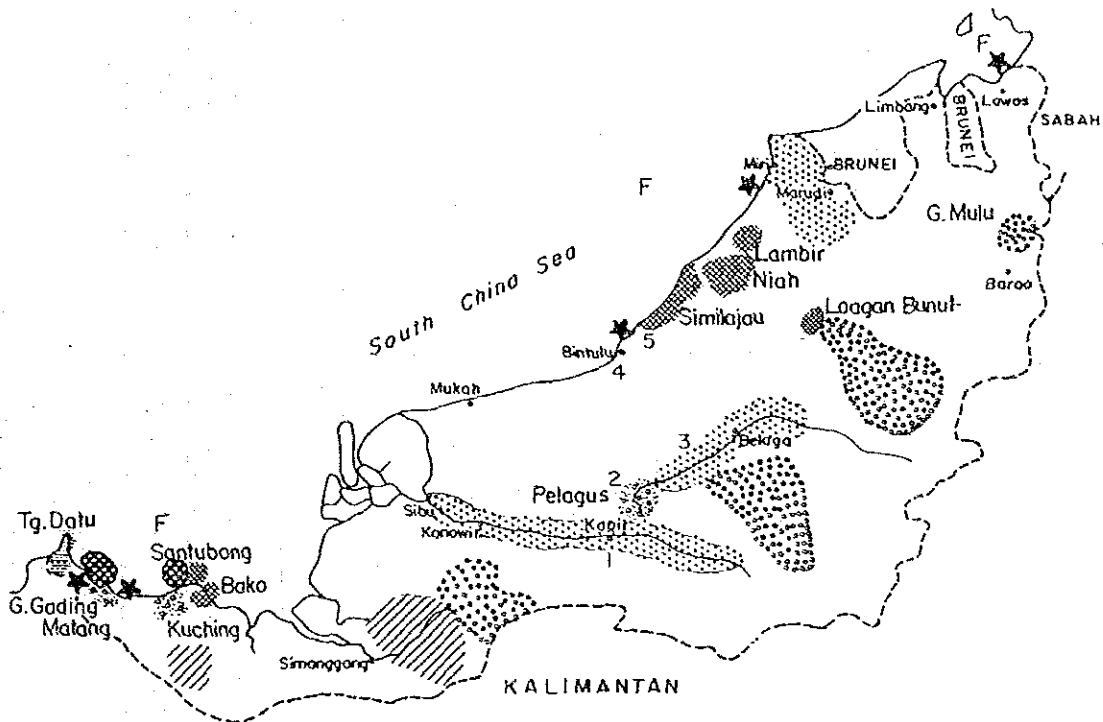 F
F
Limbang
Lawas
BRUNEI
SABAH
Miri
BRUNEI
Marudi
G. Mulu
Lambir
Niah
Bareo
South China Sea
Similajau
Loagan Bunut
5
Bintulu
4
Mukah
3
Belaga
2
Pelagus
Sibu
Kanowit
Kapit
1
Tg. Datu
F
Santubong
Bako
G. Gading
Matang
Kuching
Simanggang
KALIMANTAN